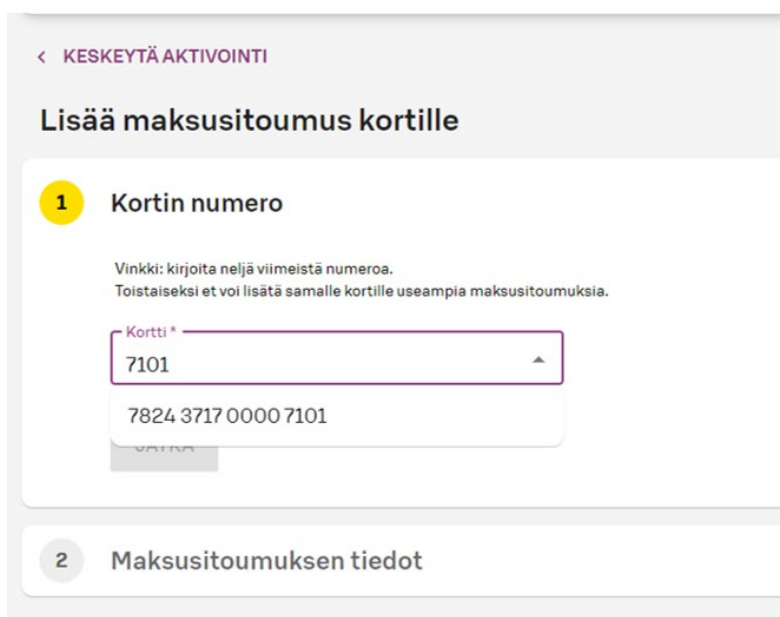 < KESKEYTÄ AKTIVOINTI
Lisää maksusitoumus kortille
1 Kortin numero
Vinkki: kirjoita neljä viimeistä numeroa.
Toistaiseksi et voi lisätä samalle kortille useampia maksusitoumuksia.
Kortti *
7101
7824 3717 0000 7101
JATKA
2 Maksusitoumuksen tiedot